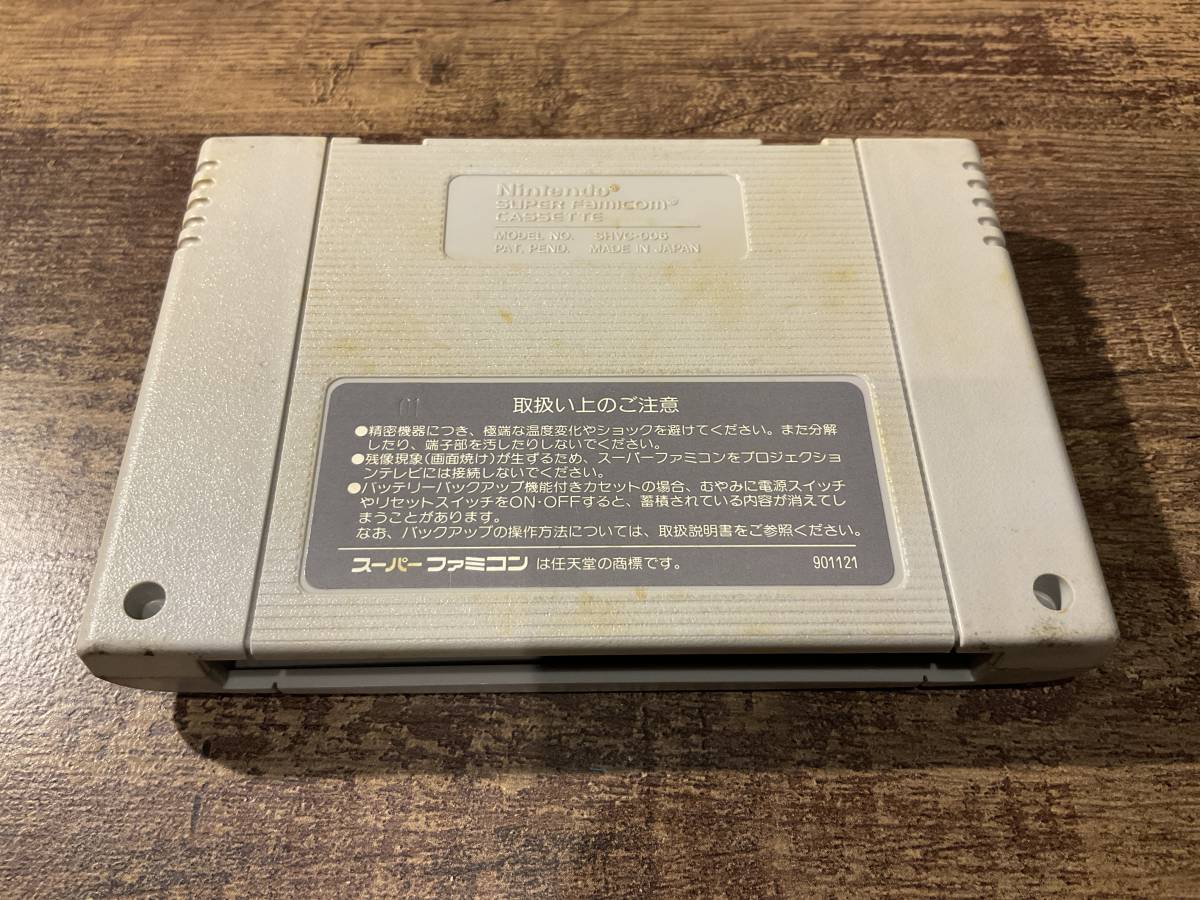 Nintendo®
SUPER Famicom®
CASSETTE
MODEL NO. SHVC-006
PAT. PEND. MADE IN JAPAN
01
取扱い上のご注意
●精密機器につき、極端な温度変化やショックを避けてください。また分解
したり、端子部を汚したりしないでください。
●残像現象(画面焼け)が生ずるため、スーパーファミコンをプロジェクショ
ンテレビには接続しないでください。
●バッテリーバックアップ機能付きカセットの場合、むやみに電源スイッチ
やリセットスイッチをON・OFFすると、蓄積されている内容が消えてし
まうことがあります。
なお、バックアップの操作方法については、取扱説明書をご参照ください。
スーパーファミコン は任天堂の商標です。 901121